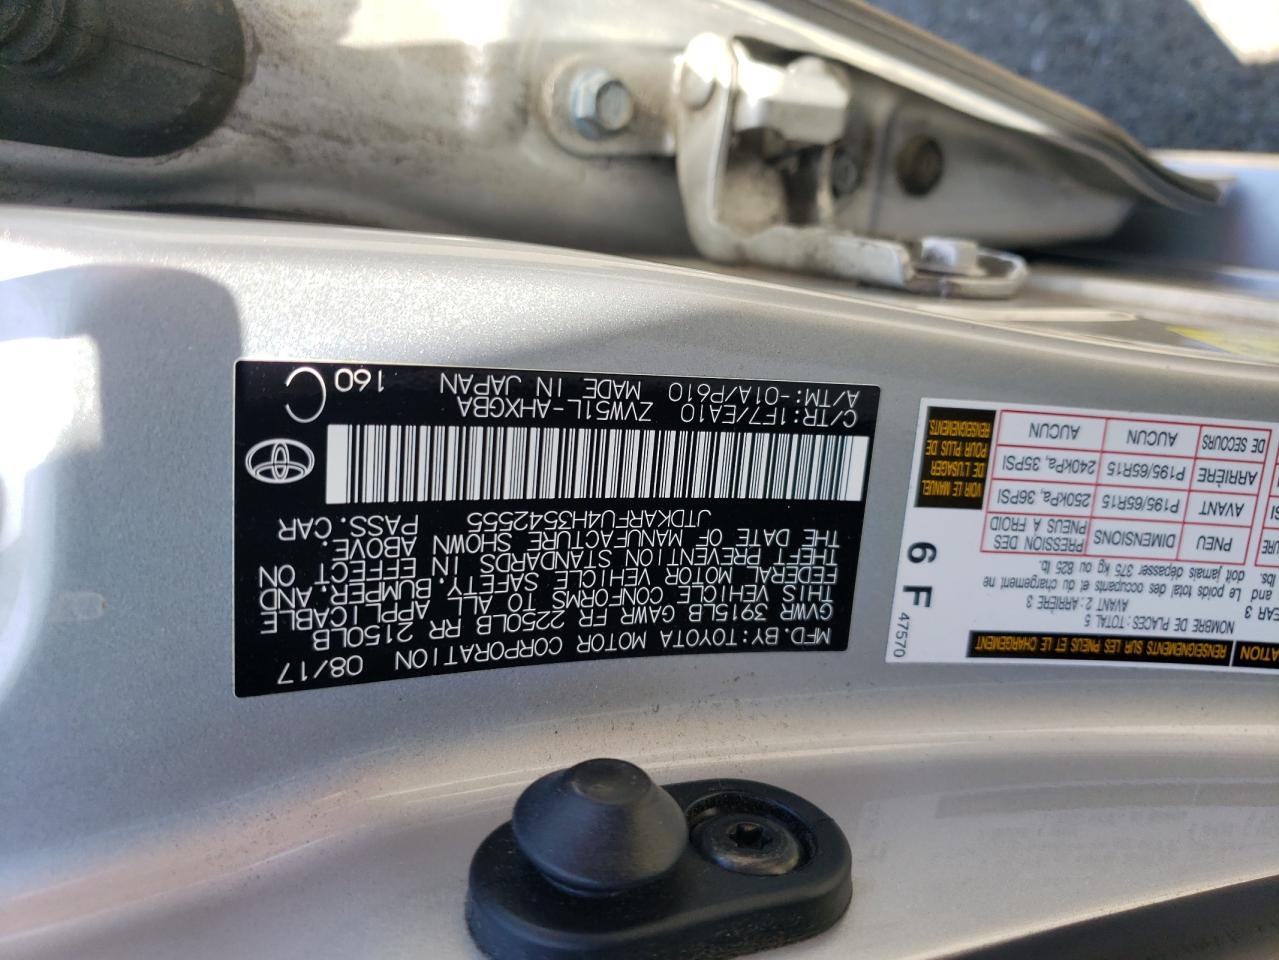 MFD.BY:TOYOTA MOTOR CORPORATION 08/17
GVWR 3915LB GAWR FR 2250LB RR 2150LB
THIS VEHICLE CONFORMS TO ALL APPLICABLE
FEDERAL MOTOR VEHICLE SAFETY, BUMPER, AND
THEFT PREVENTION STANDARDS IN EFFECT ON
THE DATE OF MANUFACTURE SHOWN ABOVE.
JTDKARFU4H3542555 PASS. CAR
C/TR:1F7/EA10 ZVW51L-AHXGBA
A/TM:-01A/P610 MADE IN JAPAN
160
C
RENSEIGNEMENTS SUR LES PNEUS ET LE CHARGEMENT
NOMBRE DE PLACES: TOTAL 5
AVANT : 2: ARRIÈRE 3
Le poids total des occupants et du chargement ne
doit jamais dépasser 375 kg ou 825 lb.
PNEU DIMENSIONS PRESSION DES PNEUS À FROID
AVANT P195/65R15 250kPa, 36PSI
ARRIÈRE P195/65R15 240kPa, 35PSI
DE SECOURS AUCUN AUCUN
VOIR LE MANUEL
DE L'USAGER
POUR PLUS DE
RENSEIGNEMENTS.
47570
6 F